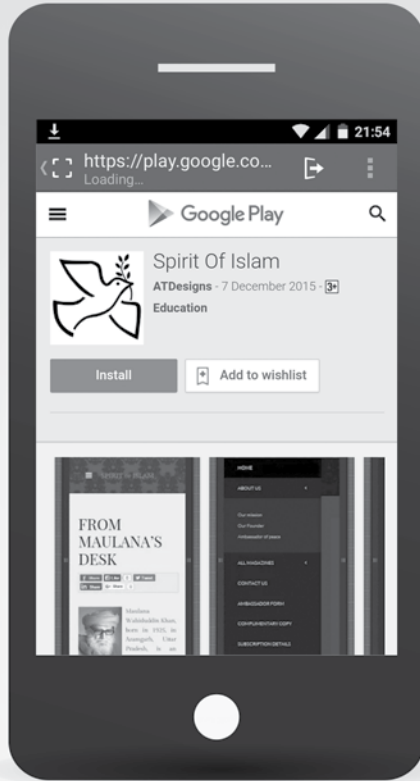 21:54
https://play.google.co...
Loading...
Google Play
Spirit Of Islam
ATDesigns - 7 December 2015 - 3+
Education
Install
Add to wishlist
SPIRIT OF ISLAM
FROM
MAULANA'S
DESK
Maulana
Wahiduddin Khan,
born in 1925, in
Azamgarh, Uttar
Pradesh, is an
HOME
ABOUT US
Our mission
Our Founder
Ambassador of peace
ALL MAGAZINES
CONTACT US
AMBASSADOR FORM
COMPLIMENTARY COPY
SUBSCRIPTION DETAILS